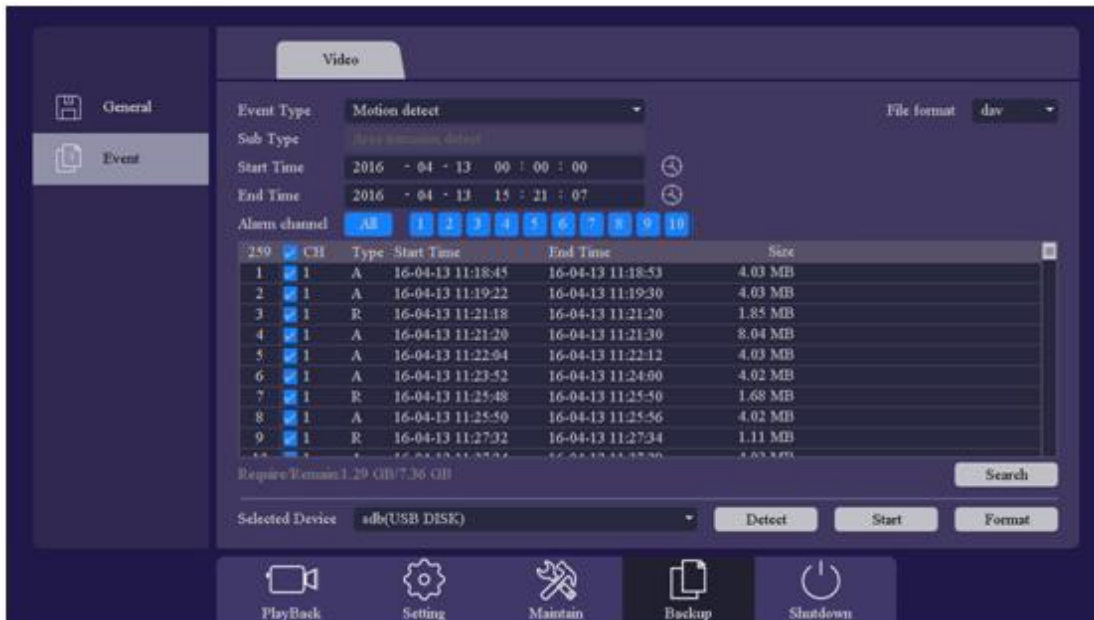 Video
General
Event
Event Type Motion detect File format dav
Sub Type Area intrusion detect
Start Time 2016 - 04 - 13 00 : 00 : 00
End Time 2016 - 04 - 13 15 : 21 : 07
Alarm channel All 1 2 3 4 5 6 7 8 9 10
259 CH Type Start Time End Time Size
1 1 A 16-04-13 11:18:45 16-04-13 11:18:53 4.03 MB
2 1 A 16-04-13 11:19:22 16-04-13 11:19:30 4.03 MB
3 1 R 16-04-13 11:21:18 16-04-13 11:21:20 1.85 MB
4 1 A 16-04-13 11:21:20 16-04-13 11:21:30 8.04 MB
5 1 A 16-04-13 11:22:04 16-04-13 11:22:12 4.03 MB
6 1 A 16-04-13 11:23:52 16-04-13 11:24:00 4.02 MB
7 1 R 16-04-13 11:25:48 16-04-13 11:25:50 1.68 MB
8 1 A 16-04-13 11:25:50 16-04-13 11:25:56 4.02 MB
9 1 R 16-04-13 11:27:32 16-04-13 11:27:34 1.11 MB
Require/Remain:1.29 GB/7.36 GB
Search
Selected Device sdb(USB DISK) Detect Start Format
PlayBack Setting Maintain Backup Shutdown